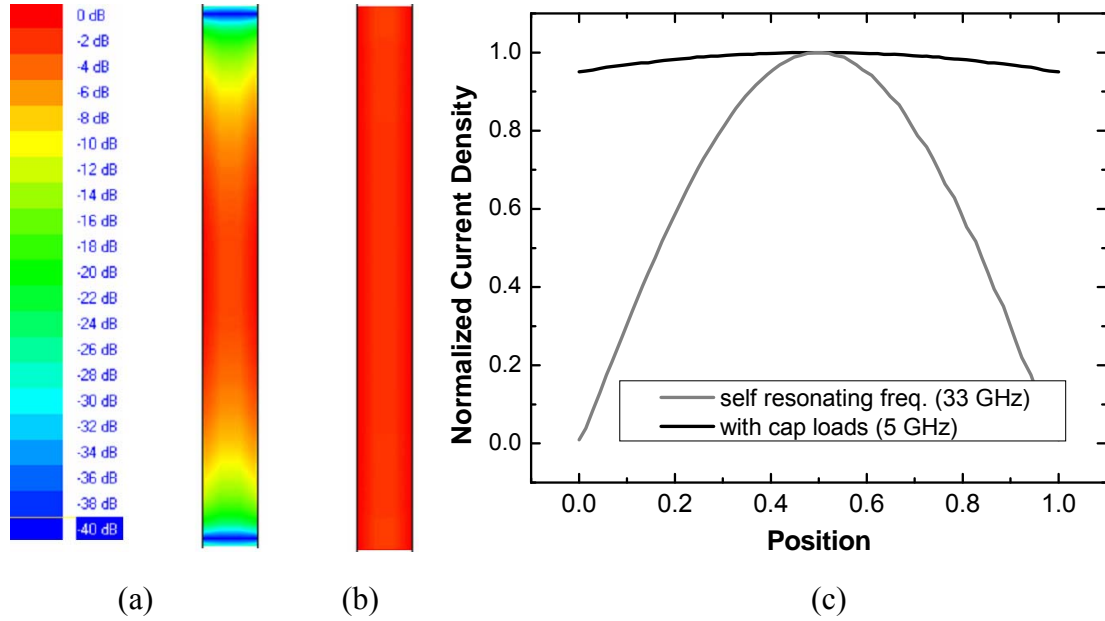 0 dB
-2 dB
-4 dB
-6 dB
-8 dB
-10 dB
-12 dB
-14 dB
-16 dB
-18 dB
-20 dB
-22 dB
-24 dB
-26 dB
-28 dB
-30 dB
-32 dB
-34 dB
-36 dB
-38 dB
-40 dB
Normalized Current Density
1.0
0.8
0.6
0.4
0.2
0.0
self resonating freq. (33 GHz)
with cap loads (5 GHz)
0.0 0.2 0.4 0.6 0.8 1.0
Position
(a) (b) (c)